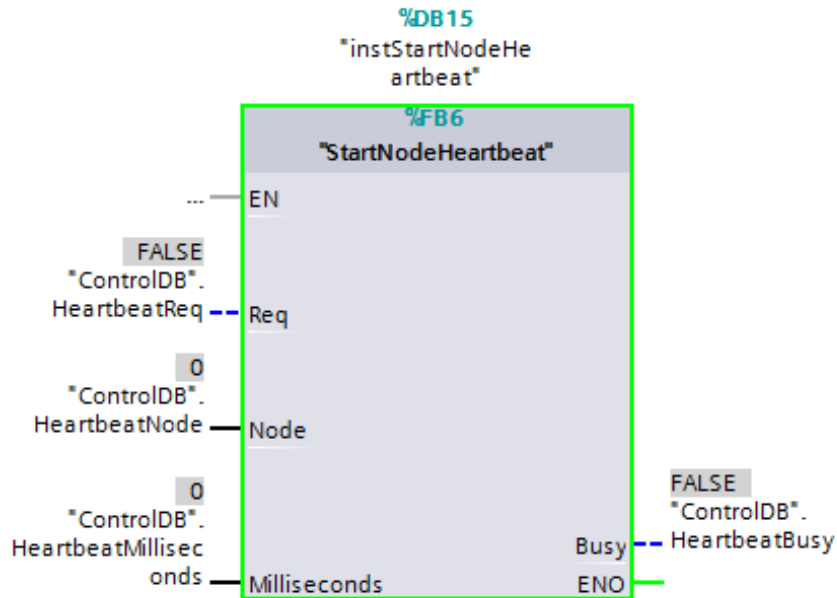 %DB15
"instStartNodeHe
artbeat"
%FB6
"StartNodeHeartbeat"
... EN
FALSE
"ControlDB".
HeartbeatReq
Req
0
"ControlDB".
HeartbeatNode
Node
0
"ControlDB".
HeartbeatMillisec
onds
Milliseconds
FALSE
"ControlDB".
HeartbeatBusy
Busy
ENO